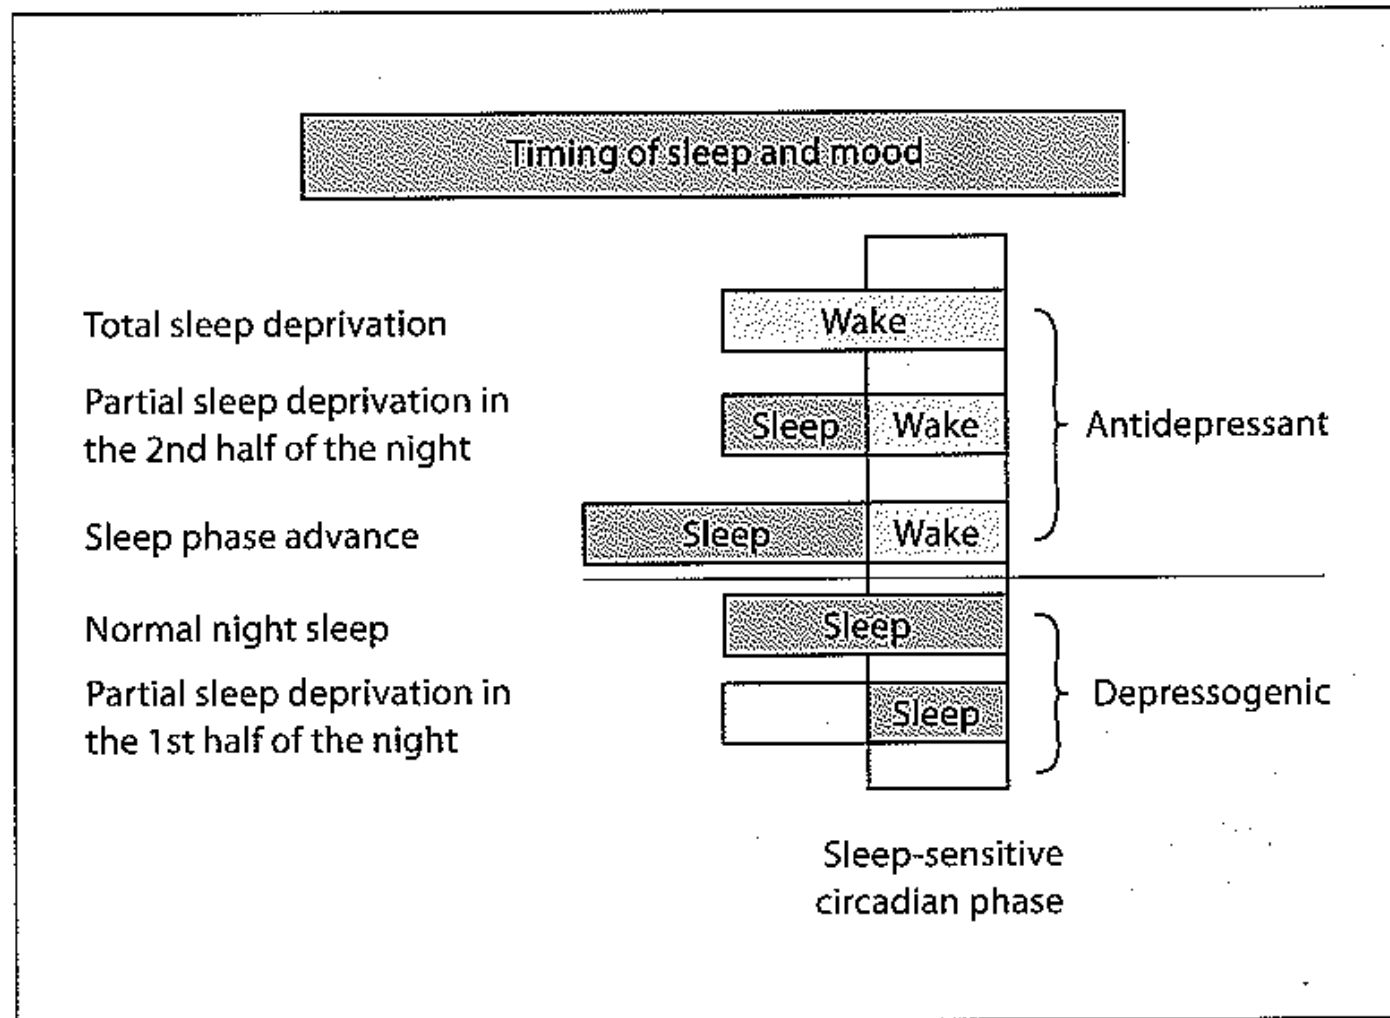 Timing of sleep and mood
Total sleep deprivation
Wake
Partial sleep deprivation in
the 2nd half of the night
Sleep
Wake
Antidepressant
Sleep phase advance
Sleep
Wake
Normal night sleep
Sleep
Partial sleep deprivation in
the 1st half of the night
Sleep
Depressogenic
Sleep-sensitive
circadian phase